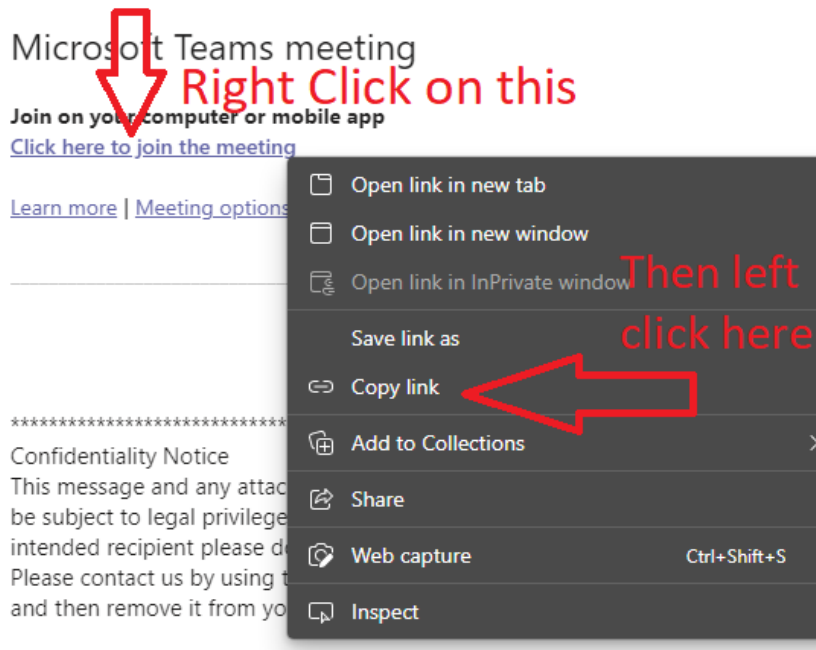 Microsoft Teams meeting
Right Click on this
Join on your computer or mobile app
Click here to join the meeting
Learn more | Meeting options
Open link in new tab
Open link in new window
Open link in InPrivate window
Then left
click here
Save link as
Copy link
Add to Collections
Share
Web capture Ctrl+Shift+S
Inspect
******************************
Confidentiality Notice
This message and any attac
be subject to legal privilege
intended recipient please d
Please contact us by using t
and then remove it from yo